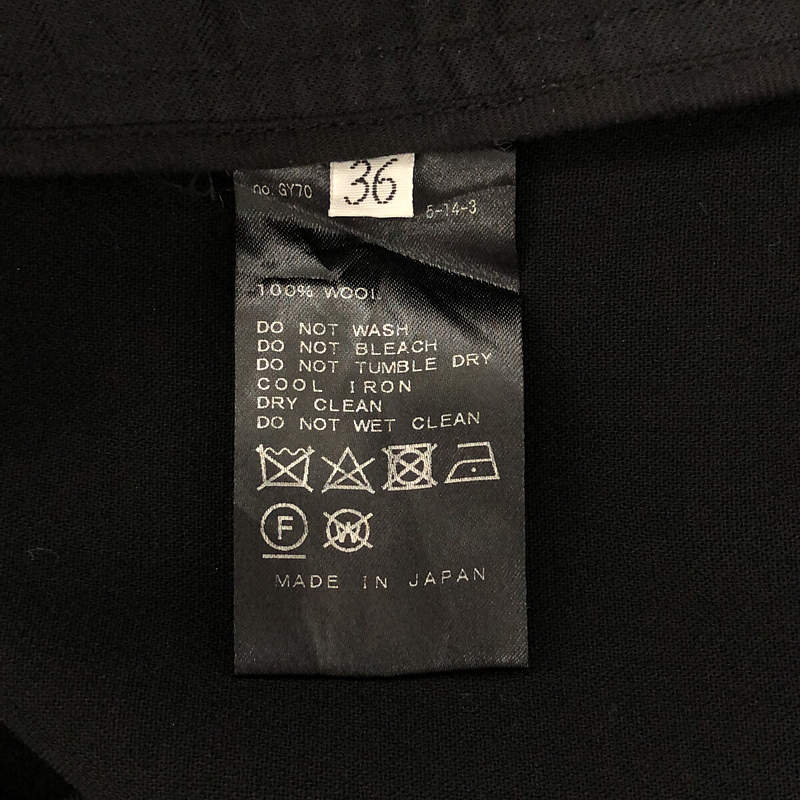 no. GY70
36
6-14-3
100% WOOL
DO NOT WASH
DO NOT BLEACH
DO NOT TUMBLE DRY
COOL IRON
DRY CLEAN
DO NOT WET CLEAN
F
W
MADE IN JAPAN